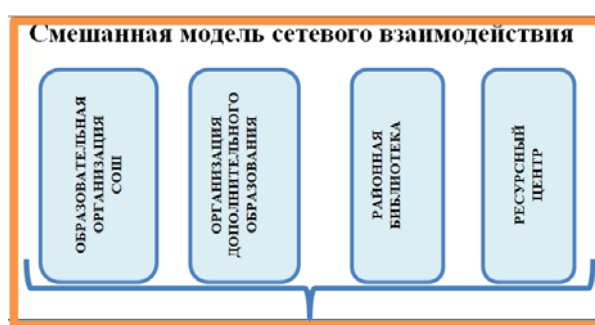 Смешанная модель сетевого взаимодействия
ОБРАЗОВАТЕЛЬНАЯ
ОРГАНИЗАЦИЯ
СОШ
ОРГАНИЗАЦИЯ
ДОПОЛНИТЕЛЬНОГО
ОБРАЗОВАНИЯ
РАЙОННАЯ
БИБЛИОТЕКА
РЕСУРСНЫЙ
ЦЕНТР